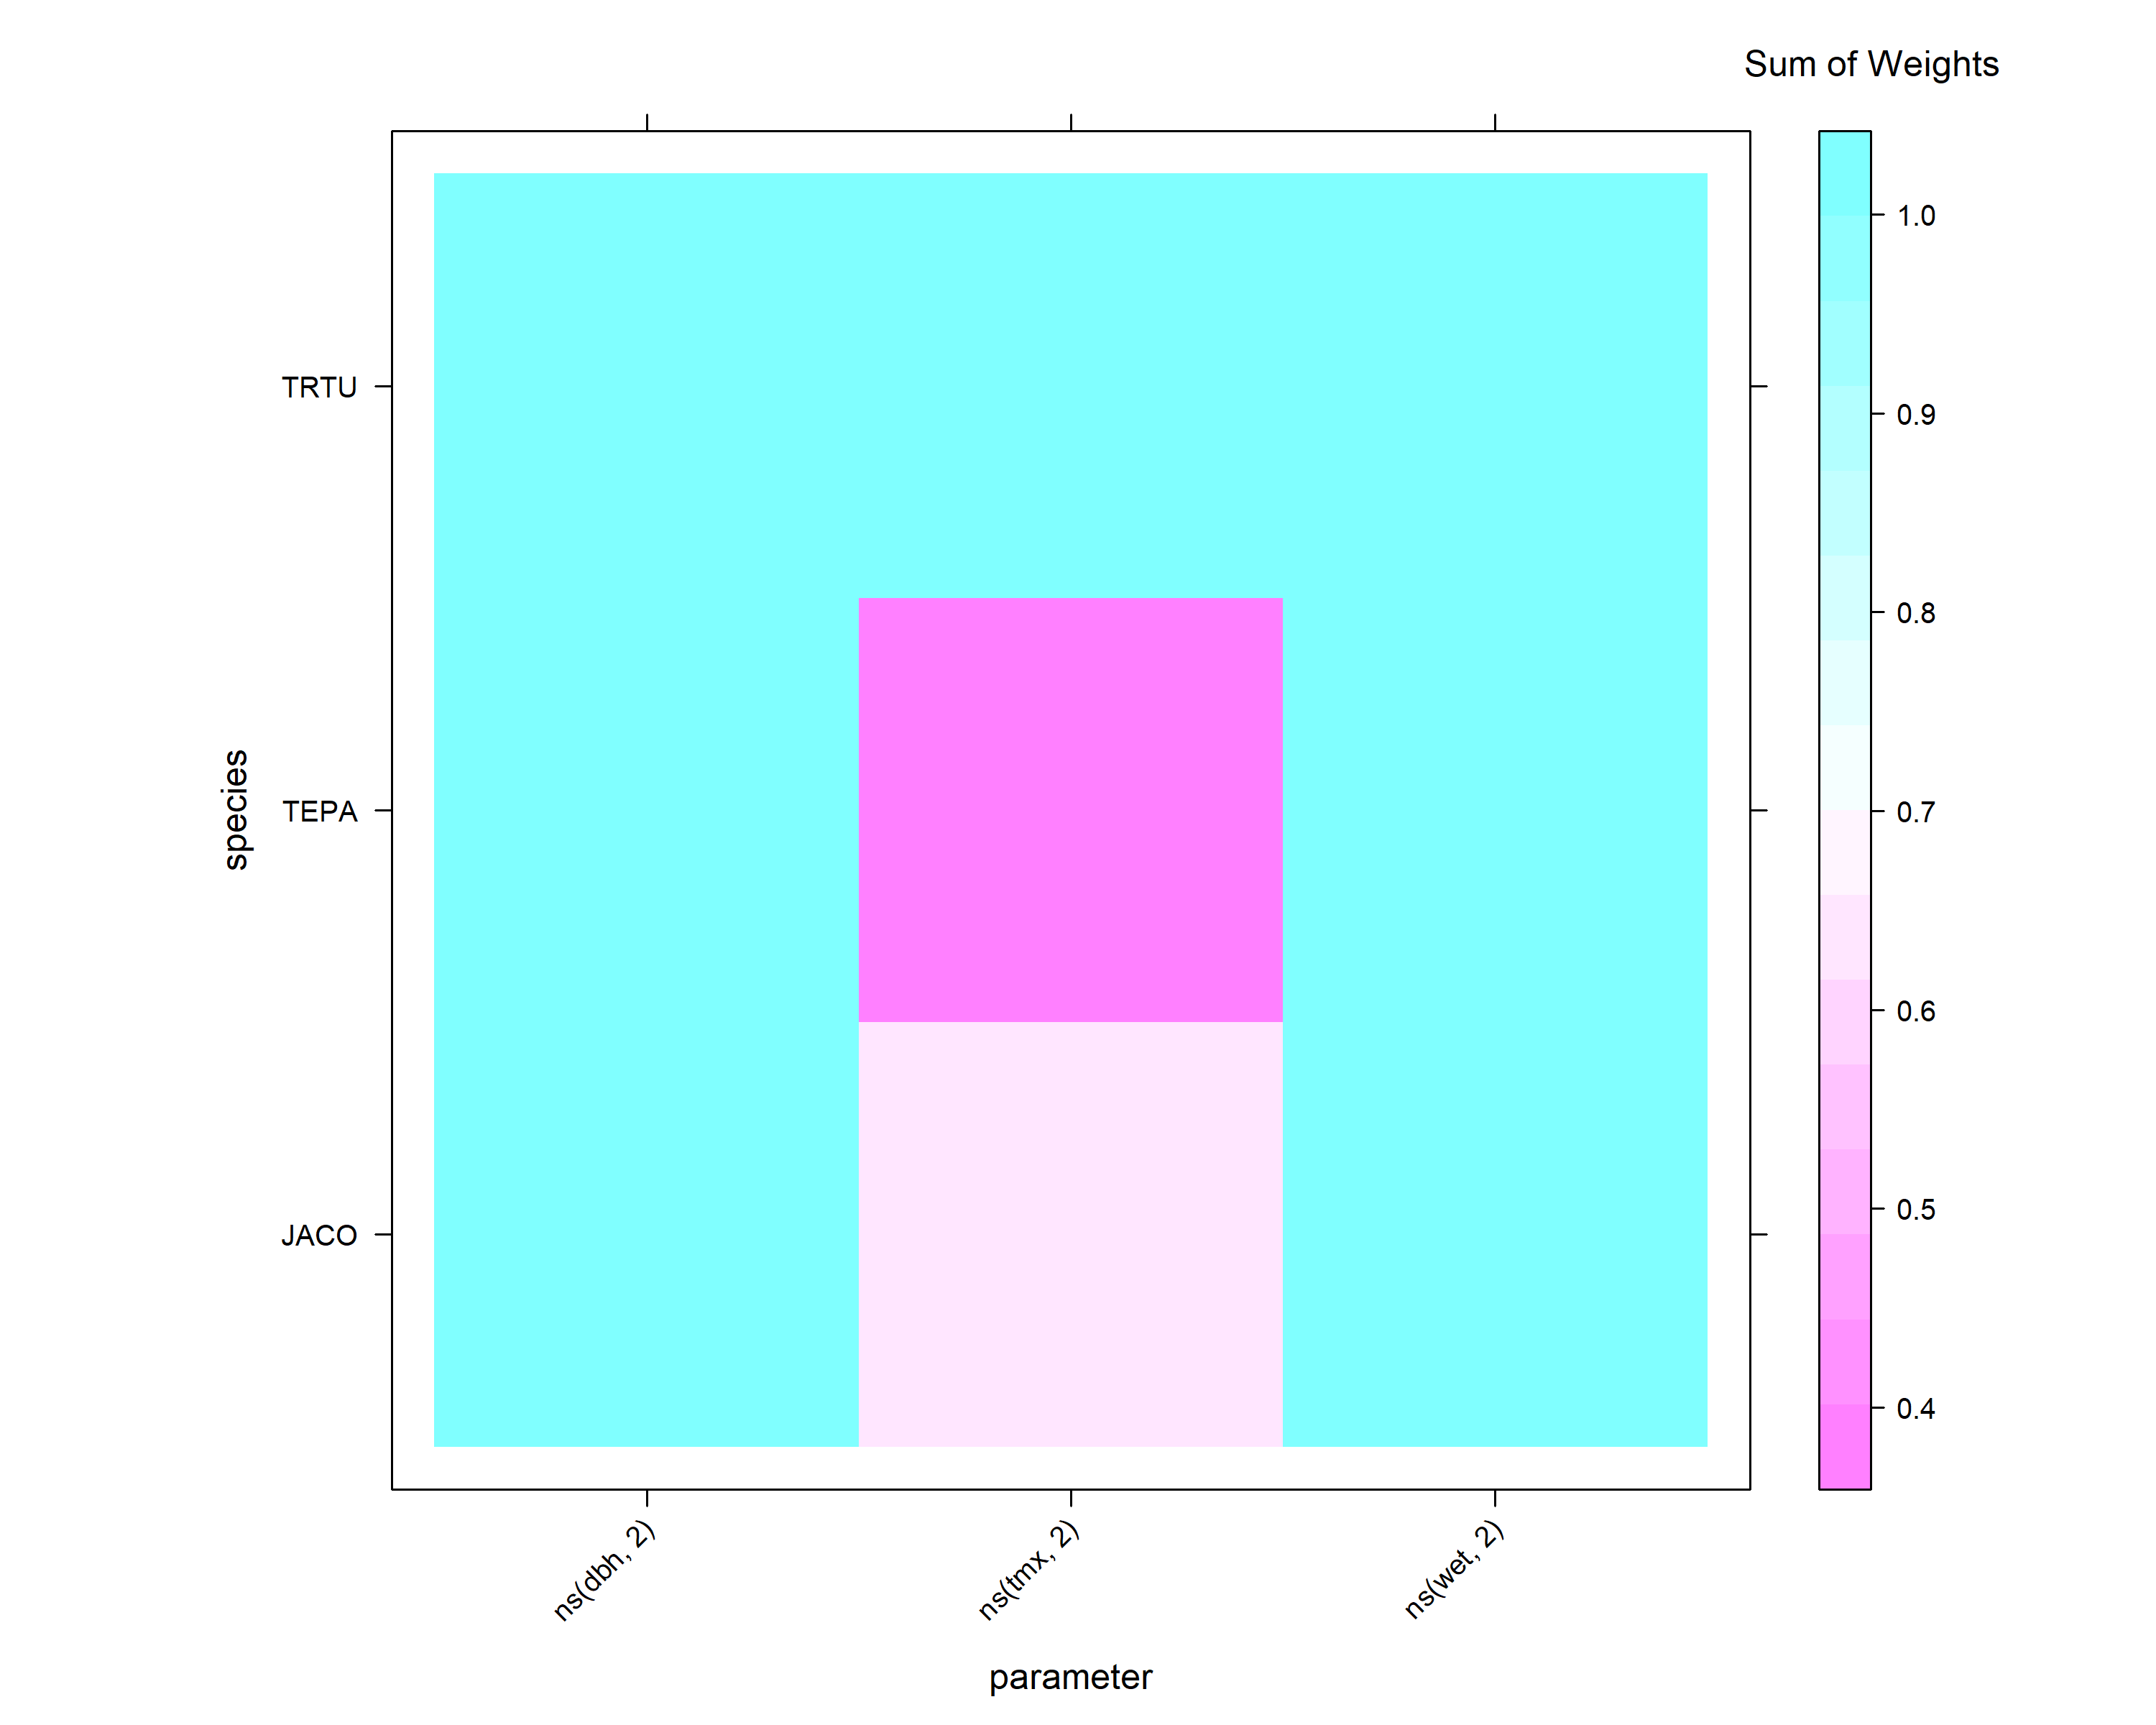 Sum of Weights
1.0
0.9
0.8
0.7
0.6
0.5
0.4
species
TRTU
TEPA
JACO
ns(dbh, 2)
ns(tmx, 2)
ns(wet, 2)
parameter